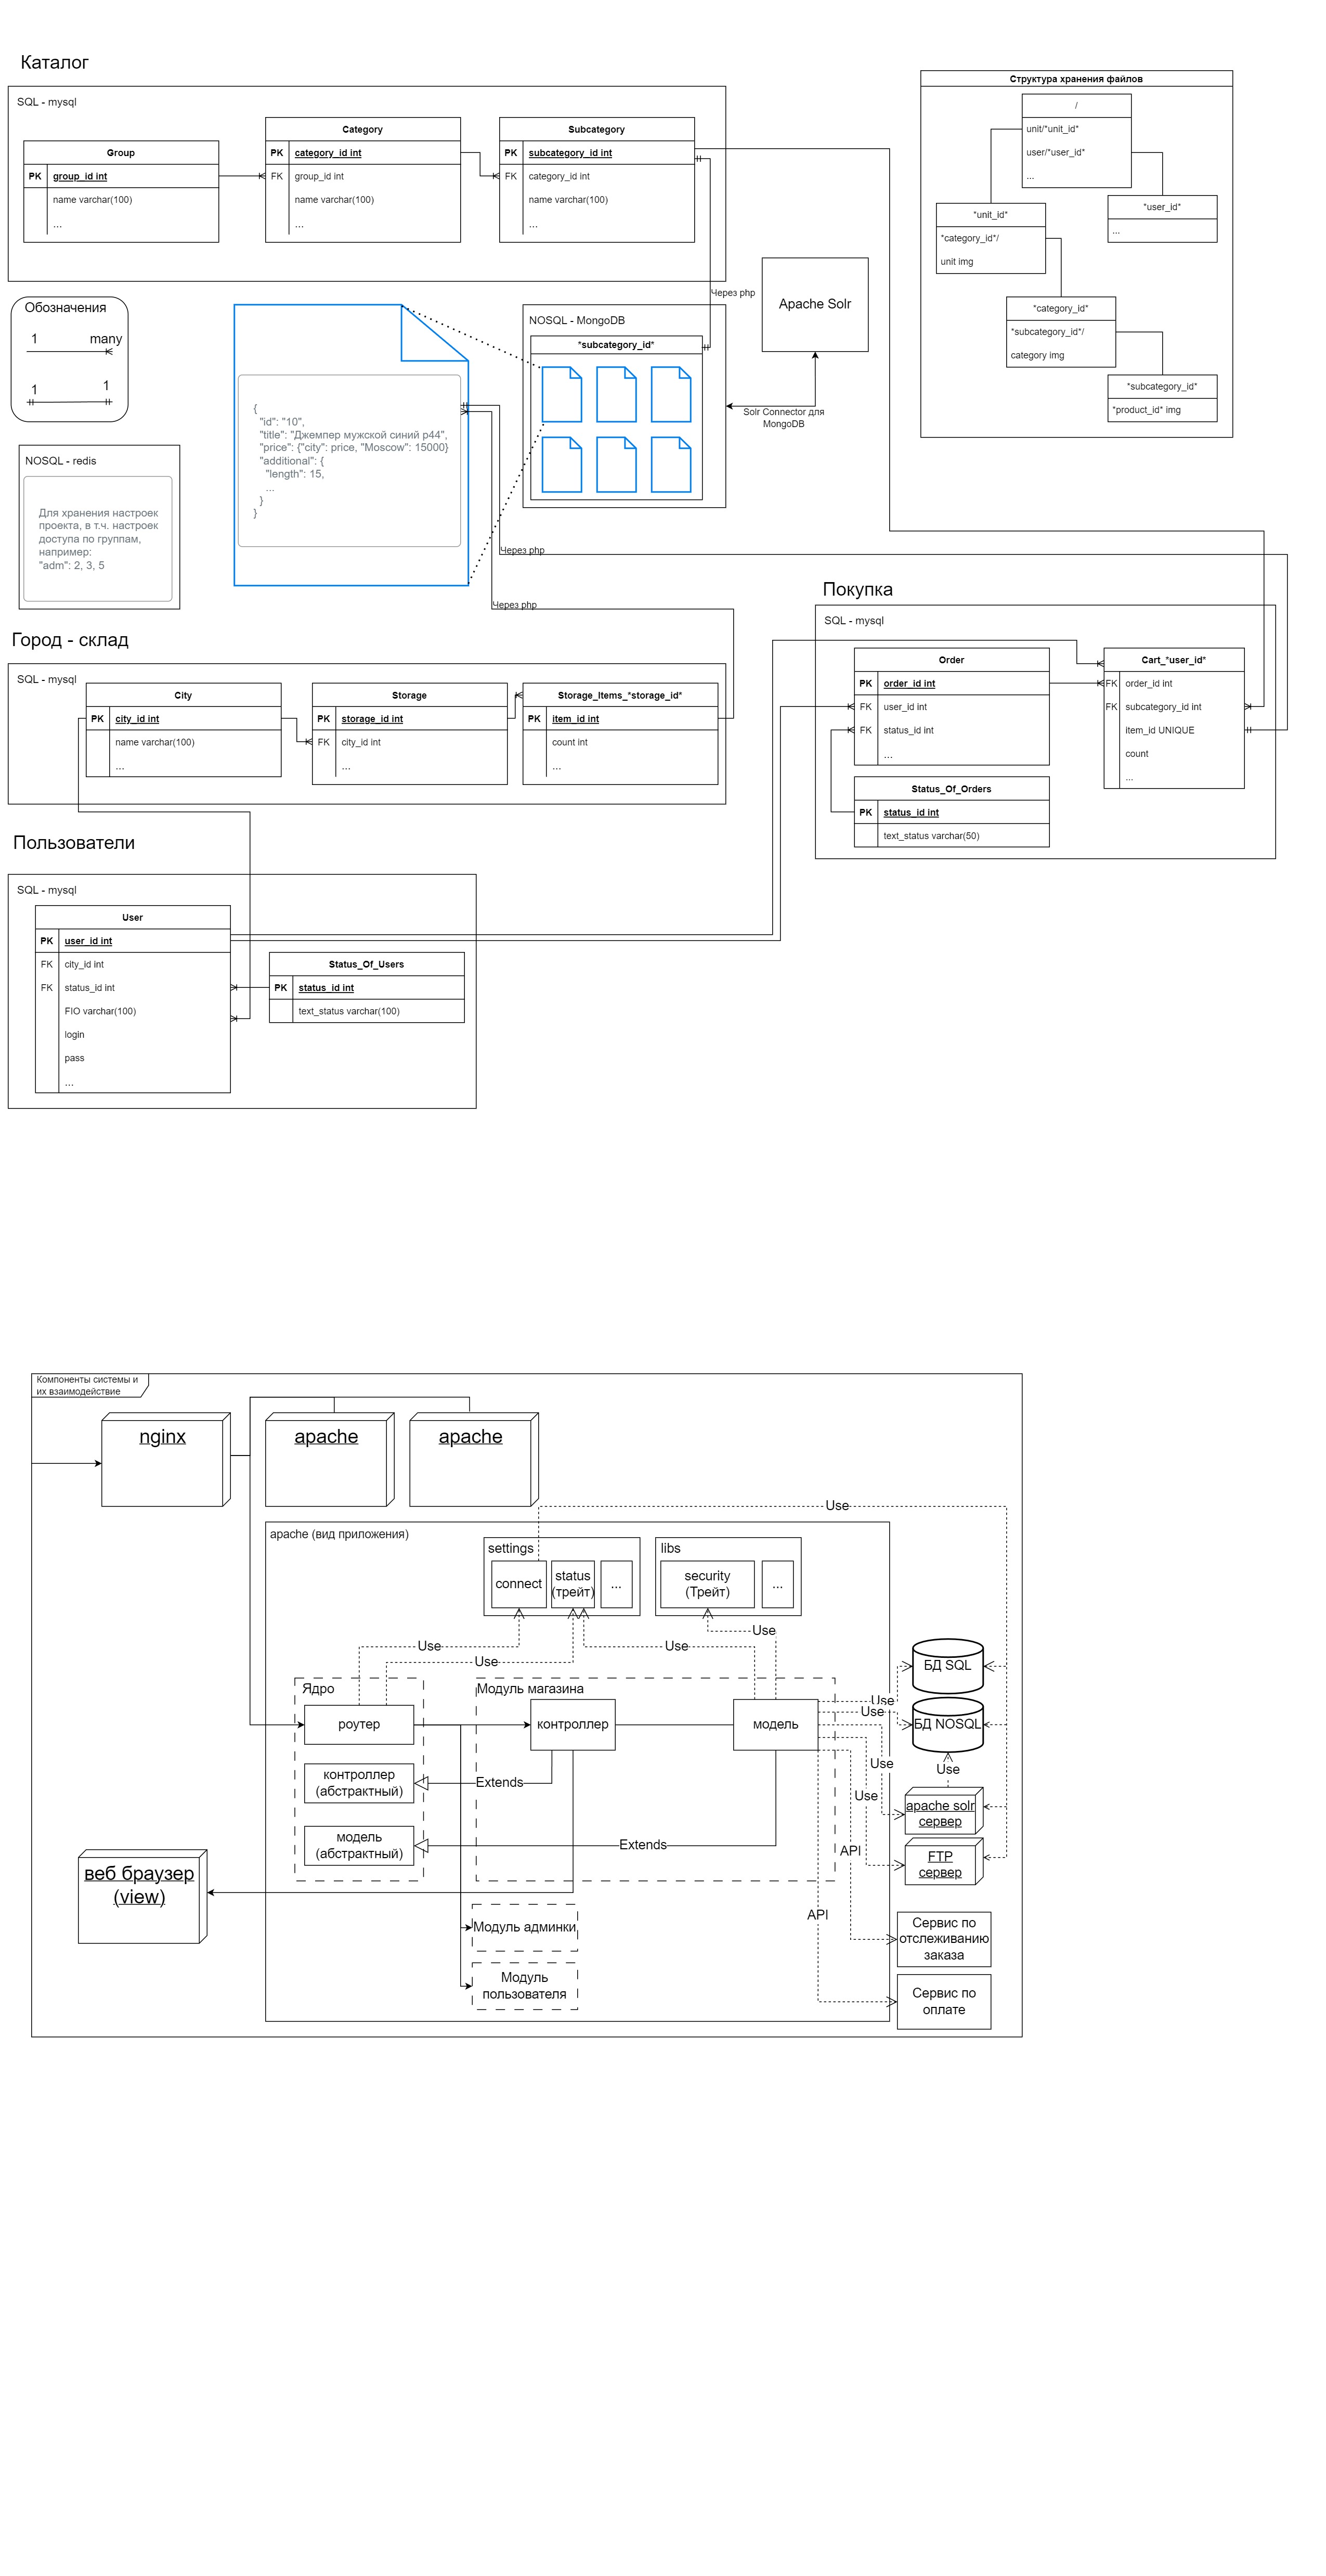 Каталог
SQL - mysql
Group
PK group_id int
name varchar(100)
...
Category
PK category_id int
FK group_id int
name varchar(100)
...
Subcategory
PK subcategory_id int
FK category_id int
name varchar(100)
...
Структура хранения файлов
/
unit/*unit_id*
user/*user_id*
...
*unit_id*
*category_id*/
unit img
*user_id*
...
*category_id*
*subcategory_id*/
category img
*subcategory_id*
*product_id* img
Обозначения
1 many
1 1
{
"id": "10",
"title": "Джемпер мужской синий р44",
"price": {"city": price, "Moscow": 15000}
"additional": {
"length": 15,
...
}
}
NOSQL - MongoDB
*subcategory_id*
Через php
Apache Solr
Solr Connector для
MongoDB
NOSQL - redis
Для хранения настроек
проекта, в т.ч. настроек
доступа по группам,
например:
"adm": 2, 3, 5
Через php
Через php
Город - склад
SQL - mysql
City
PK city_id int
name varchar(100)
...
Storage
PK storage_id int
FK city_id int
...
Storage_Items_*storage_id*
PK item_id int
count int
...
Покупка
SQL - mysql
Order
PK order_id int
FK user_id int
FK status_id int
...
Cart_*user_id*
FK order_id int
FK subcategory_id int
item_id UNIQUE
count
...
Status_Of_Orders
PK status_id int
text_status varchar(50)
Пользователи
SQL - mysql
User
PK user_id int
FK city_id int
FK status_id int
FIO varchar(100)
login
pass
...
Status_Of_Users
PK status_id int
text_status varchar(100)
Компоненты системы и
их взаимодействие
nginx
apache
apache
Use
apache (вид приложения)
settings
connect
status
(трейт)
...
libs
security
(Трейт)
...
Use
Use
Use
Use
Ядро
роутер
контроллер
(абстрактный)
модель
(абстрактный)
Модуль магазина
контроллер
модель
Extends
Extends
Use
Use
Use
Use
API
API
БД SQL
БД NOSQL
Use
apache solr
сервер
FTP
сервер
веб браузер
(view)
Модуль админки
Модуль
пользователя
Сервис по
отслеживанию
заказа
Сервис по
оплате